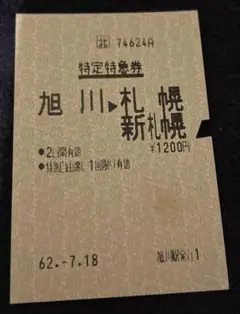 北 74624A
特定特急券
旭川▶札幌
新札幌
¥1200円
●2日間有効
●特急自由席に1回限り有効
62.-7.18 旭川駅発行1